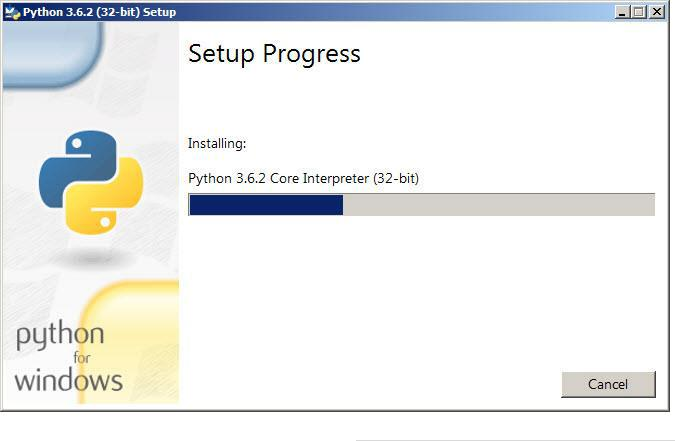 Python 3.6.2 (32-bit) Setup
Setup Progress
Installing:
Python 3.6.2 Core Interpreter (32-bit)
python
for
windows
Cancel